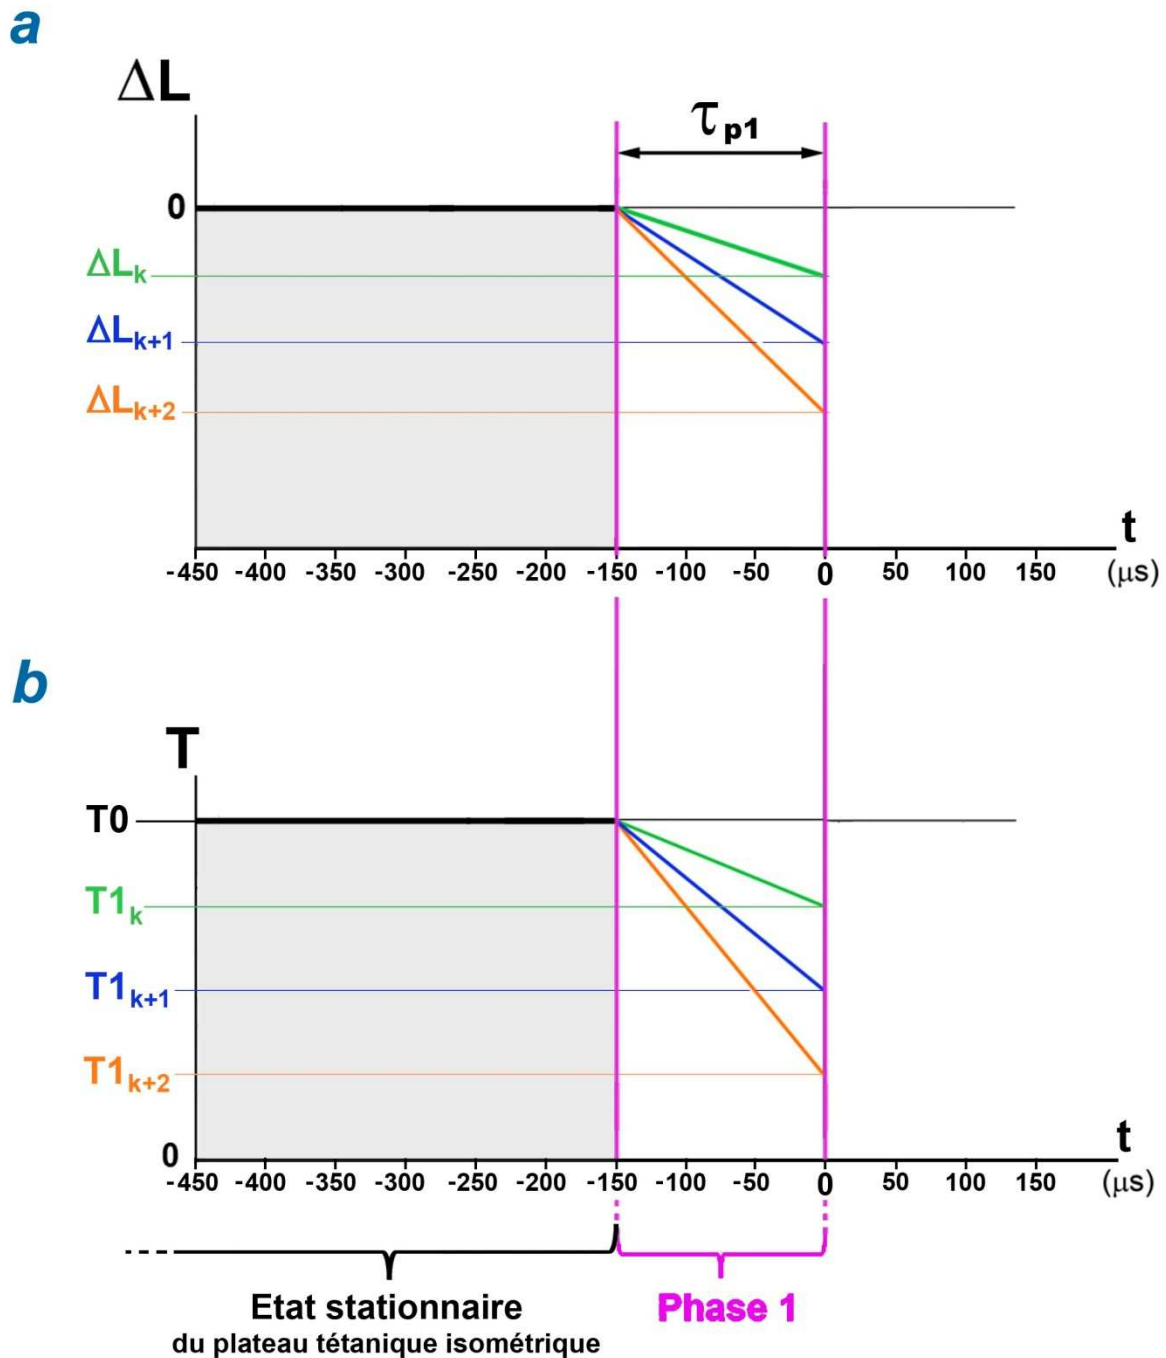 a
ΔL
τp1
0
ΔLk
ΔLk+1
ΔLk+2
t
-450 -400 -350 -300 -250 -200 -150 -100 -50 0 50 100 150 (μs)
b
T
T0
T1k
T1k+1
T1k+2
0
t
-450 -400 -350 -300 -250 -200 -150 -100 -50 0 50 100 150 (μs)
Etat stationnaire
du plateau tétanique isométrique
Phase 1